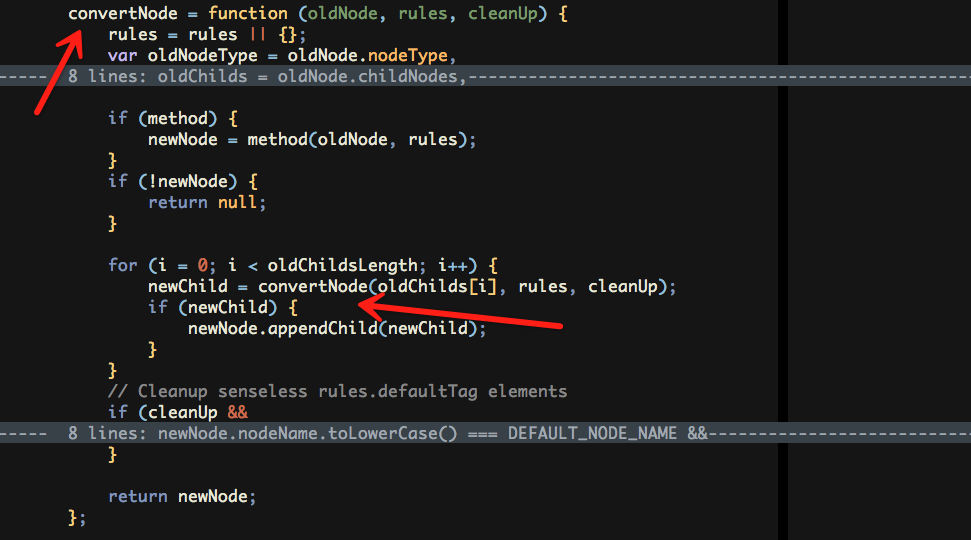 convertNode = function (oldNode, rules, cleanUp) {
rules = rules || {};
var oldNodeType = oldNode.nodeType,
----- 8 lines: oldChilds = oldNode.childNodes,--------------------------------------------------
if (method) {
newNode = method(oldNode, rules);
}
if (!newNode) {
return null;
}
for (i = 0; i < oldChildsLength; i++) {
newChild = convertNode(oldChilds[i], rules, cleanUp);
if (newChild) {
newNode.appendChild(newChild);
}
}
// Cleanup senseless rules.defaultTag elements
if (cleanUp &&
----- 8 lines: newNode.nodeName.toLowerCase() === DEFAULT_NODE_NAME &&--------------------------
}
return newNode;
};